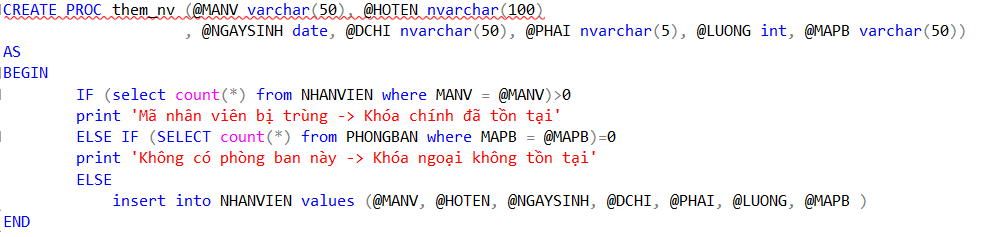 CREATE PROC them_nv (@MANV varchar(50), @HOTEN nvarchar(100)
, @NGAYSINH date, @DCHI nvarchar(50), @PHAI nvarchar(5), @LUONG int, @MAPB varchar(50))
AS
BEGIN
IF (select count(*) from NHANVIEN where MANV = @MANV)>0
print 'Mã nhân viên bị trùng -> Khóa chính đã tồn tại'
ELSE IF (SELECT count(*) from PHONGBAN where MAPB = @MAPB)=0
print 'Không có phòng ban này -> Khóa ngoại không tồn tại'
ELSE
insert into NHANVIEN values (@MANV, @HOTEN, @NGAYSINH, @DCHI, @PHAI, @LUONG, @MAPB )
END